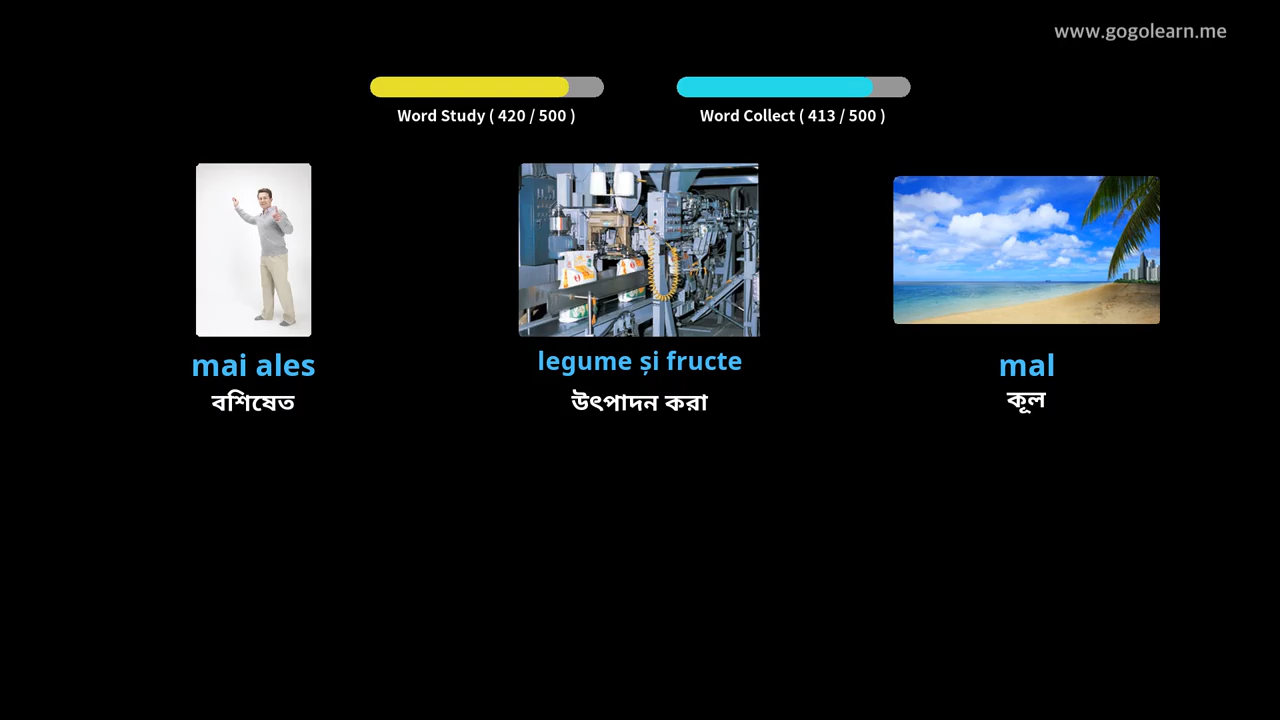 www.gogolearn.me
Word Study ( 420 / 500 )
Word Collect ( 413 / 500 )
mai ales
legume și fructe
mal
বশিষেত
উৎপাদন করা
কূল